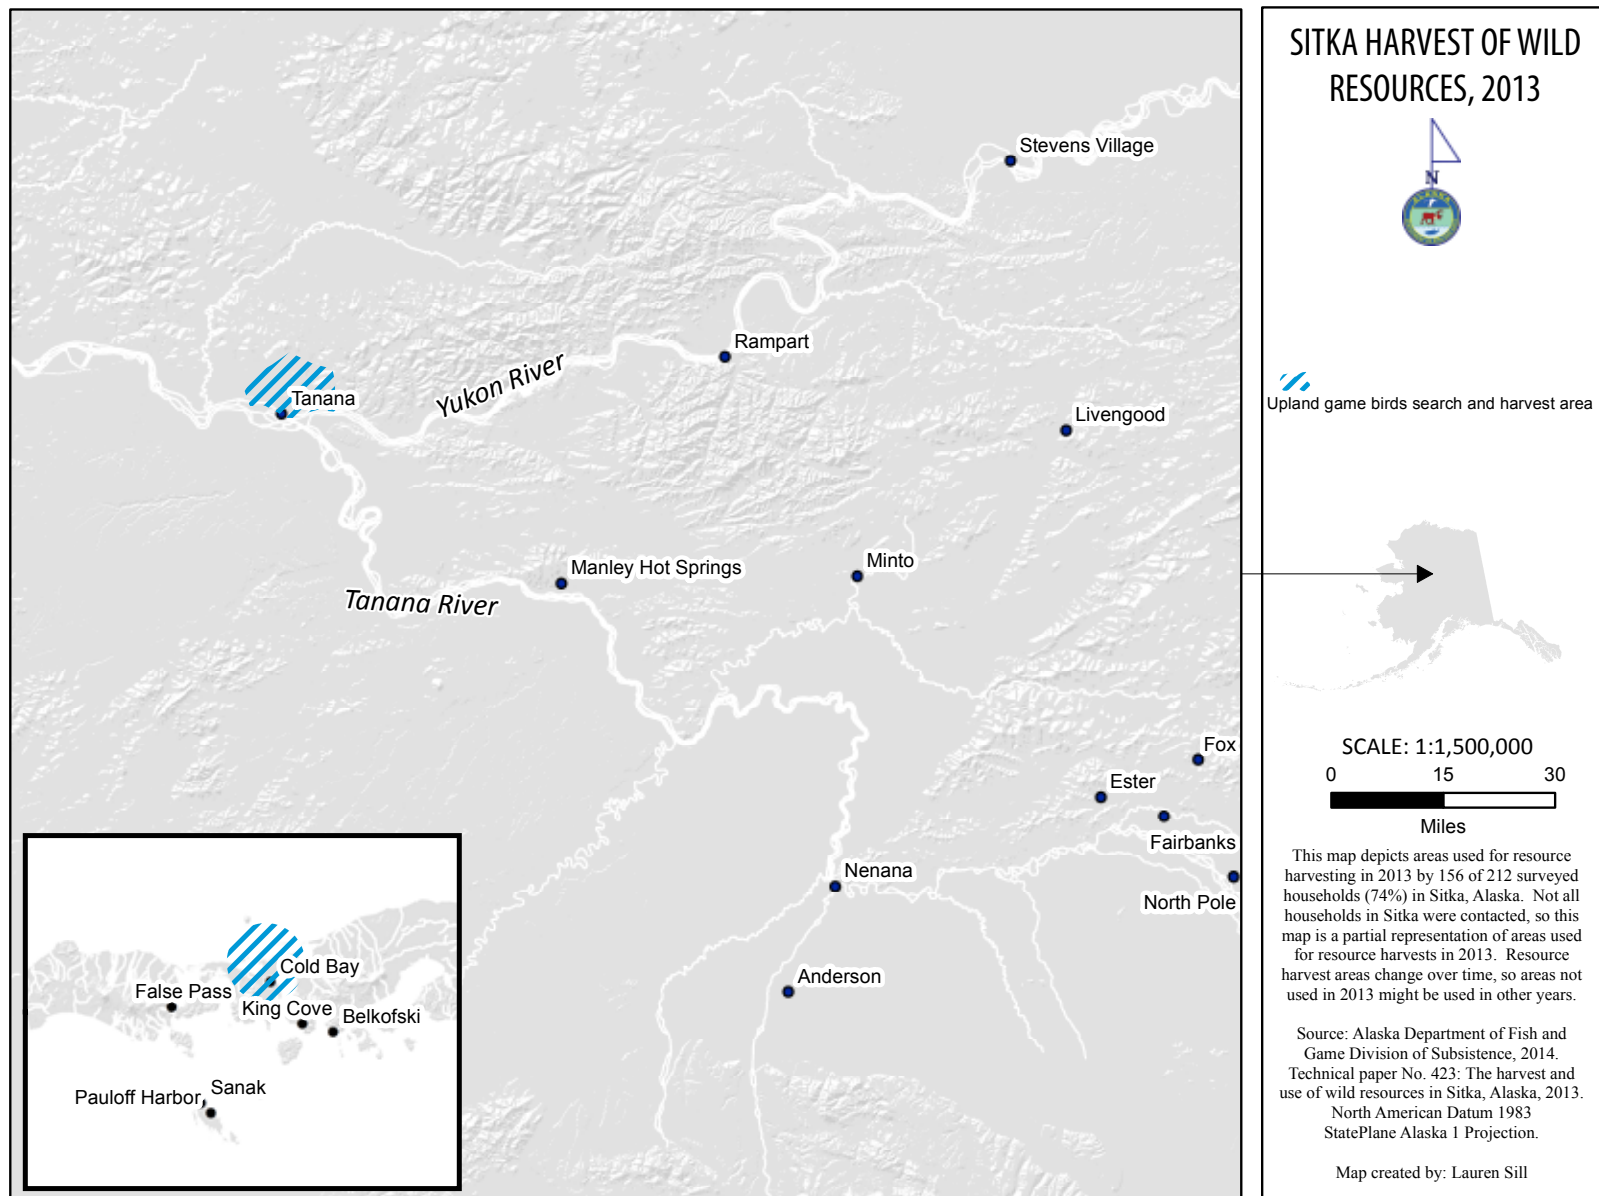 SITKA HARVEST OF WILD
RESOURCES, 2013
N
ALASKA
Stevens Village
Rampart
Yukon River
Tanana
Livengood
Manley Hot Springs
Minto
Tanana River
Fox
Ester
Fairbanks
Nenana
North Pole
Anderson
Cold Bay
False Pass
King Cove
Belkofski
Sanak
Pauloff Harbor
Upland game birds search and harvest area
SCALE: 1:1,500,000
0 15 30
Miles
This map depicts areas used for resource
harvesting in 2013 by 156 of 212 surveyed
households (74%) in Sitka, Alaska. Not all
households in Sitka were contacted, so this
map is a partial representation of areas used
for resource harvests in 2013. Resource
harvest areas change over time, so areas not
used in 2013 might be used in other years.
Source: Alaska Department of Fish and
Game Division of Subsistence, 2014.
Technical paper No. 423: The harvest and
use of wild resources in Sitka, Alaska, 2013.
North American Datum 1983
StatePlane Alaska 1 Projection.
Map created by: Lauren Sill